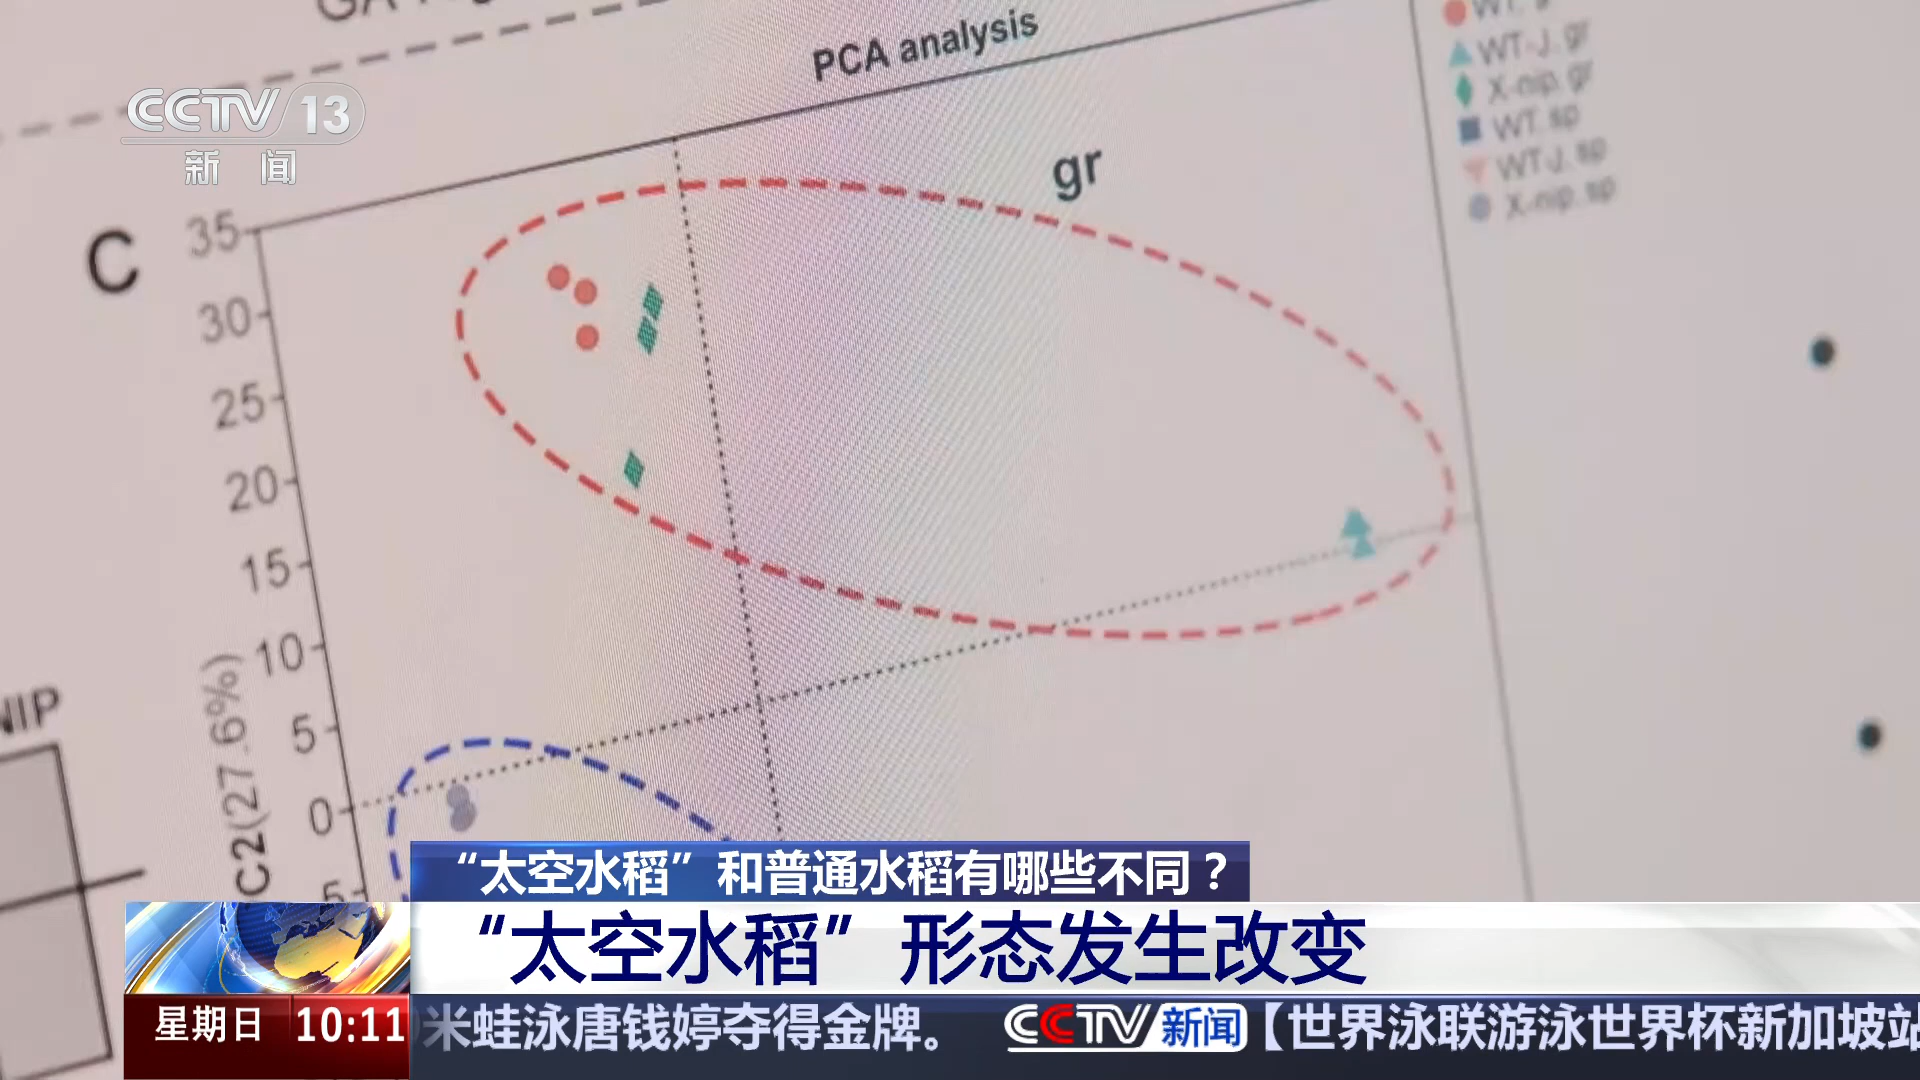 PCA analysis
WT-J. gr
X-nip. gr
WT. sp
WT-J. sp
X-nip. sp
CCTV 13
新闻
gr
C
35
30
25
20
15
10
5
0
C2(27.6%)
NIP
“太空水稻”和普通水稻有哪些不同？
“太空水稻”形态发生改变
星期日 10:11
米蛙泳唐钱婷夺得金牌。 CCTV新闻【世界泳联游泳世界杯新加坡站